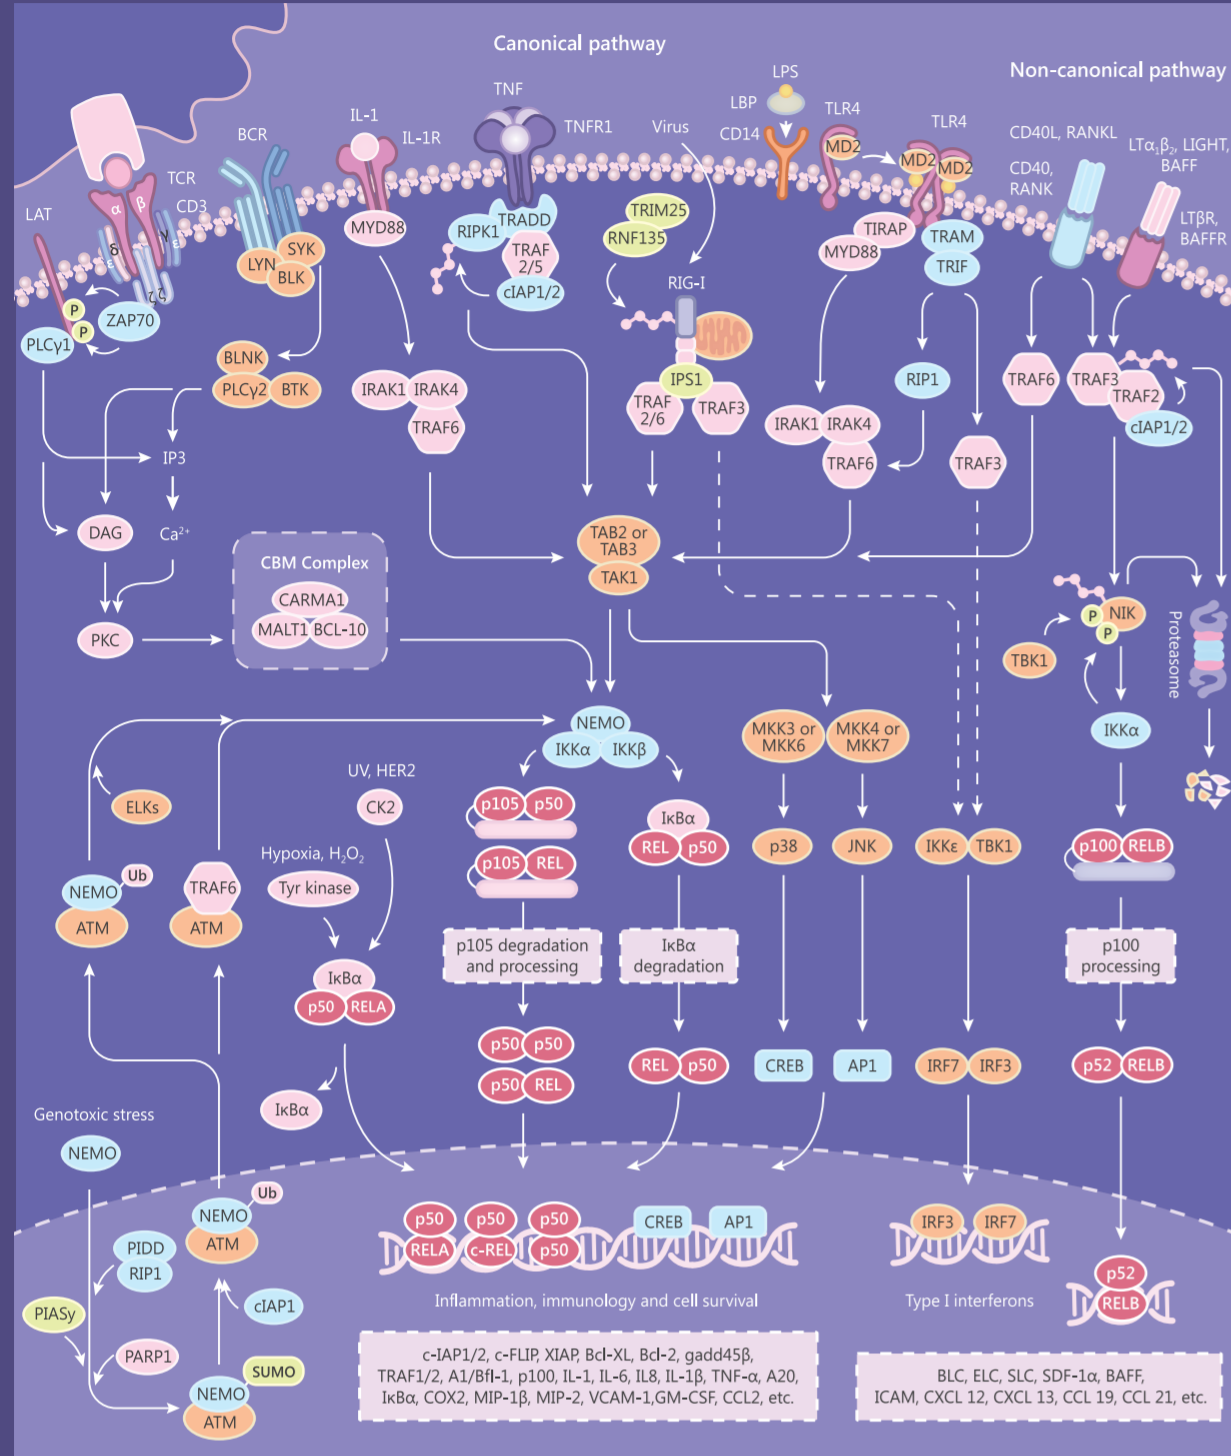 Canonical pathway
Non-canonical pathway
LPS
LBP
TLR4
CD14
TNF
TNFR1
Virus
IL-1
IL-1R
BCR
TLR4
CD40L, RANKL
LTα₁β₂, LIGHT,
BAFF
CD40,
RANK
LTβR,
BAFFR
MD2
MD2
MD2
TCR
CD3
LAT
α
β
δ
ε
γ
ε
ζζ
P
P
ZAP70
PLCγ1
LYN
SYK
BLK
MYD88
RIPK1
TRADD
TRAF
2/5
cIAP1/2
TRIM25
RNF135
RIG-I
IPS1
TRAF
2/6
TRAF3
TIRAP
MYD88
TRAM
TRIF
BLNK
PLCγ2
BTK
IRAK1
IRAK4
TRAF6
IRAK1
IRAK4
TRAF6
RIP1
TRAF3
TRAF6
TRAF3
TRAF2
cIAP1/2
IP3
DAG
Ca²⁺
PKC
CBM Complex
CARMA1
MALT1
BCL-10
TAB2 or
TAB3
TAK1
NIK
P
P
TBK1
Proteasome
IKKα
NEMO
IKKα
IKKβ
MKK3 or
MKK6
MKK4 or
MKK7
ELKs
UV, HER2
CK2
Hypoxia, H₂O₂
Tyr kinase
p105
p50
p105
REL
IκBα
REL
p50
p38
JNK
IKKε
TBK1
p100
RELB
NEMO
Ub
ATM
TRAF6
ATM
IκBα
p50
RELA
p105 degradation
and processing
IκBα
degradation
p100
processing
p50
p50
p50
REL
REL
p50
CREB
AP1
IRF7
IRF3
p52
RELB
IκBα
Genotoxic stress
NEMO
Ub
NEMO
ATM
PIDD
RIP1
cIAP1
PIASy
PARP1
SUMO
NEMO
ATM
p50
p50
p50
RELA
c-REL
p50
CREB
AP1
IRF3
IRF7
p52
RELB
Inflammation, immunology and cell survival
Type I interferons
c-IAP1/2, c-FLIP, XIAP, Bcl-XL, Bcl-2, gadd45β,
TRAF1/2, A1/Bfl-1, p100, IL-1, IL-6, IL8, IL-1β, TNF-α, A20,
IκBα, COX2, MIP-1β, MIP-2, VCAM-1,GM-CSF, CCL2, etc.
BLC, ELC, SLC, SDF-1α, BAFF,
ICAM, CXCL 12, CXCL 13, CCL 19, CCL 21, etc.